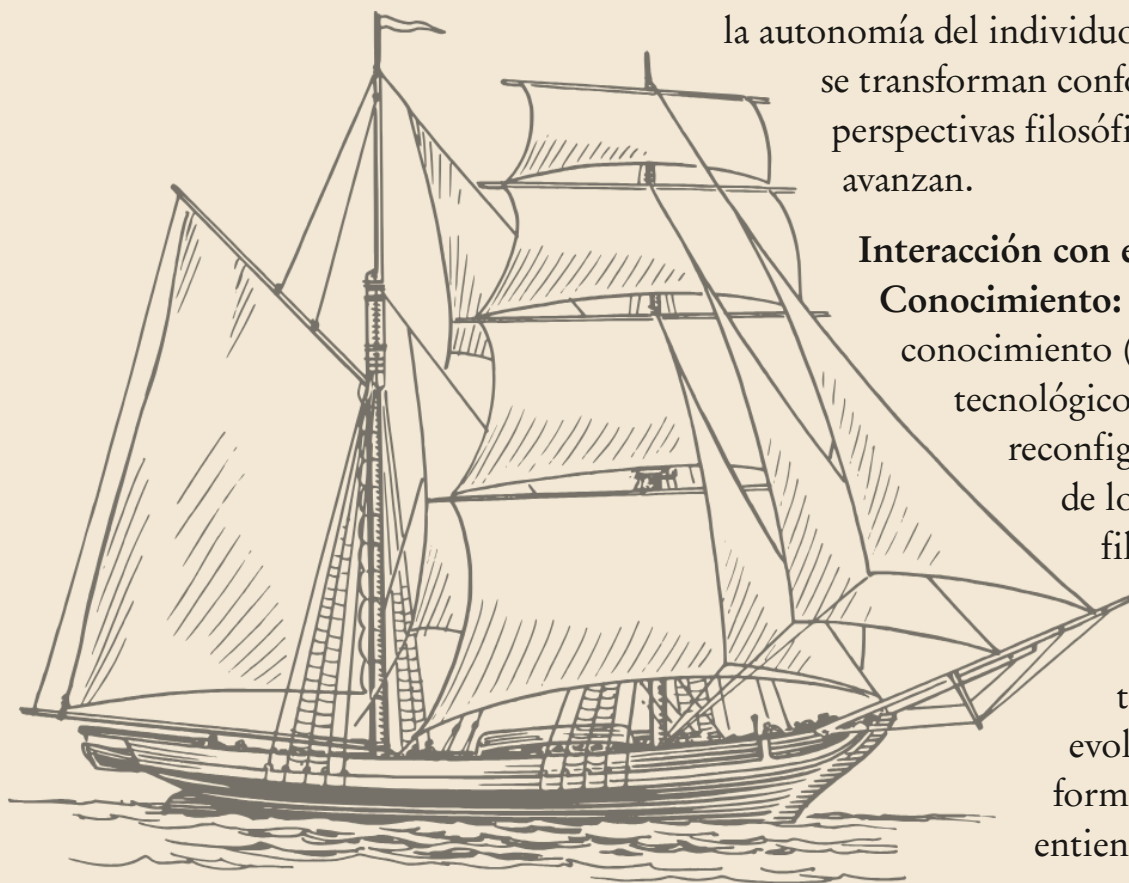 la autonomía del individuo
se transforman confo
perspectivas filosófi
avanzan.
Interacción con e
Conocimiento:
conocimiento (
tecnológico
reconfig
de lo
fil
t
evol
form
entien